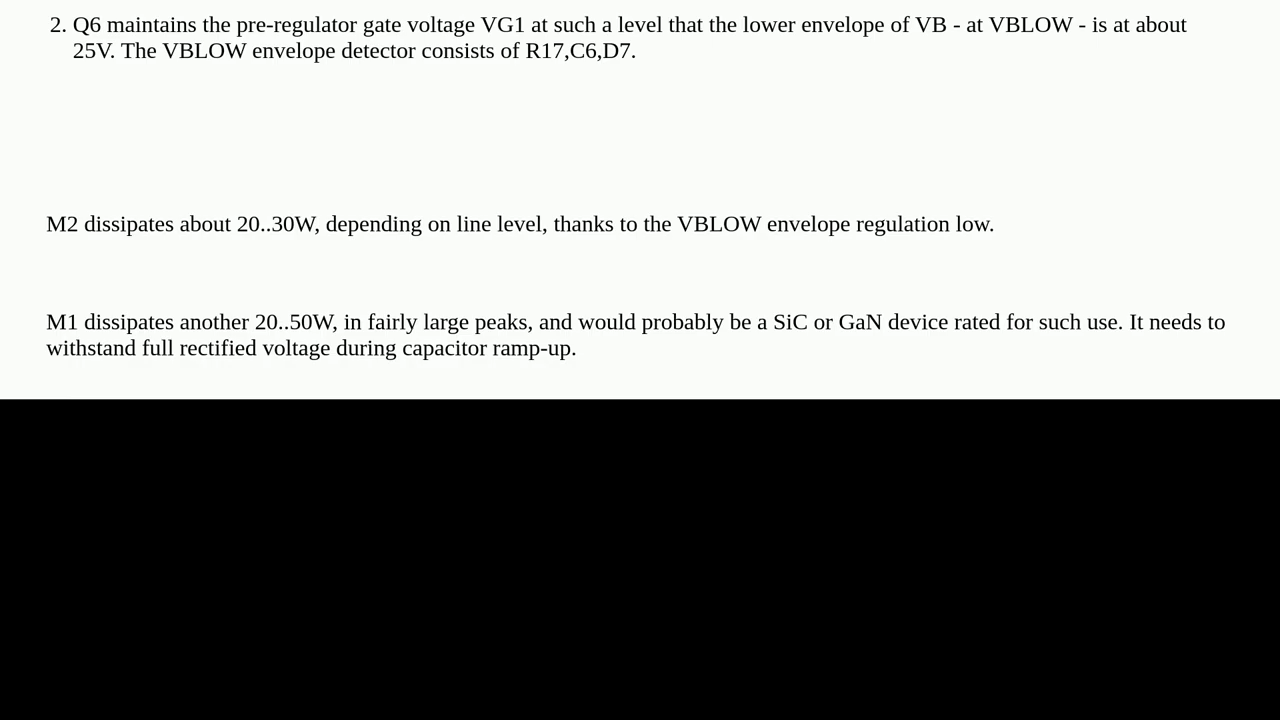 2. Q6 maintains the pre-regulator gate voltage VG1 at such a level that the lower envelope of VB - at VBLOW - is at about
25V. The VBLOW envelope detector consists of R17,C6,D7.
M2 dissipates about 20..30W, depending on line level, thanks to the VBLOW envelope regulation low.
M1 dissipates another 20..50W, in fairly large peaks, and would probably be a SiC or GaN device rated for such use. It needs to
withstand full rectified voltage during capacitor ramp-up.